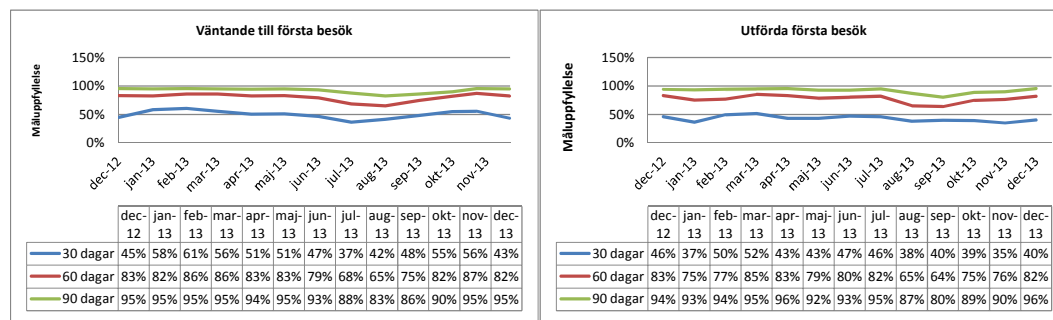 Väntande till första besök
Måluppfyllelse
150%
100%
50%
0%
dec-12 jan-13 feb-13 mar-13 apr-13 maj-13 jun-13 jul-13 aug-13 sep-13 okt-13 nov-13
dec-12 jan-13 feb-13 mar-13 apr-13 maj-13 jun-13 jul-13 aug-13 sep-13 okt-13 nov-13 dec-13
30 dagar 45% 58% 61% 56% 51% 51% 47% 37% 42% 48% 55% 56% 43%
60 dagar 83% 82% 86% 86% 83% 83% 79% 68% 65% 75% 82% 87% 82%
90 dagar 95% 95% 95% 95% 94% 95% 93% 88% 83% 86% 90% 95% 95%
Utförda första besök
Måluppfyllelse
150%
100%
50%
0%
dec-12 jan-13 feb-13 mar-13 apr-13 maj-13 jun-13 jul-13 aug-13 sep-13 okt-13 nov-13 dec-13
dec-12 jan-13 feb-13 mar-13 apr-13 maj-13 jun-13 jul-13 aug-13 sep-13 okt-13 nov-13 dec-13
30 dagar 46% 37% 50% 52% 43% 43% 47% 46% 38% 40% 39% 35% 40%
60 dagar 83% 75% 77% 85% 83% 79% 80% 82% 65% 64% 75% 76% 82%
90 dagar 94% 93% 94% 95% 96% 92% 93% 95% 87% 80% 89% 90% 96%